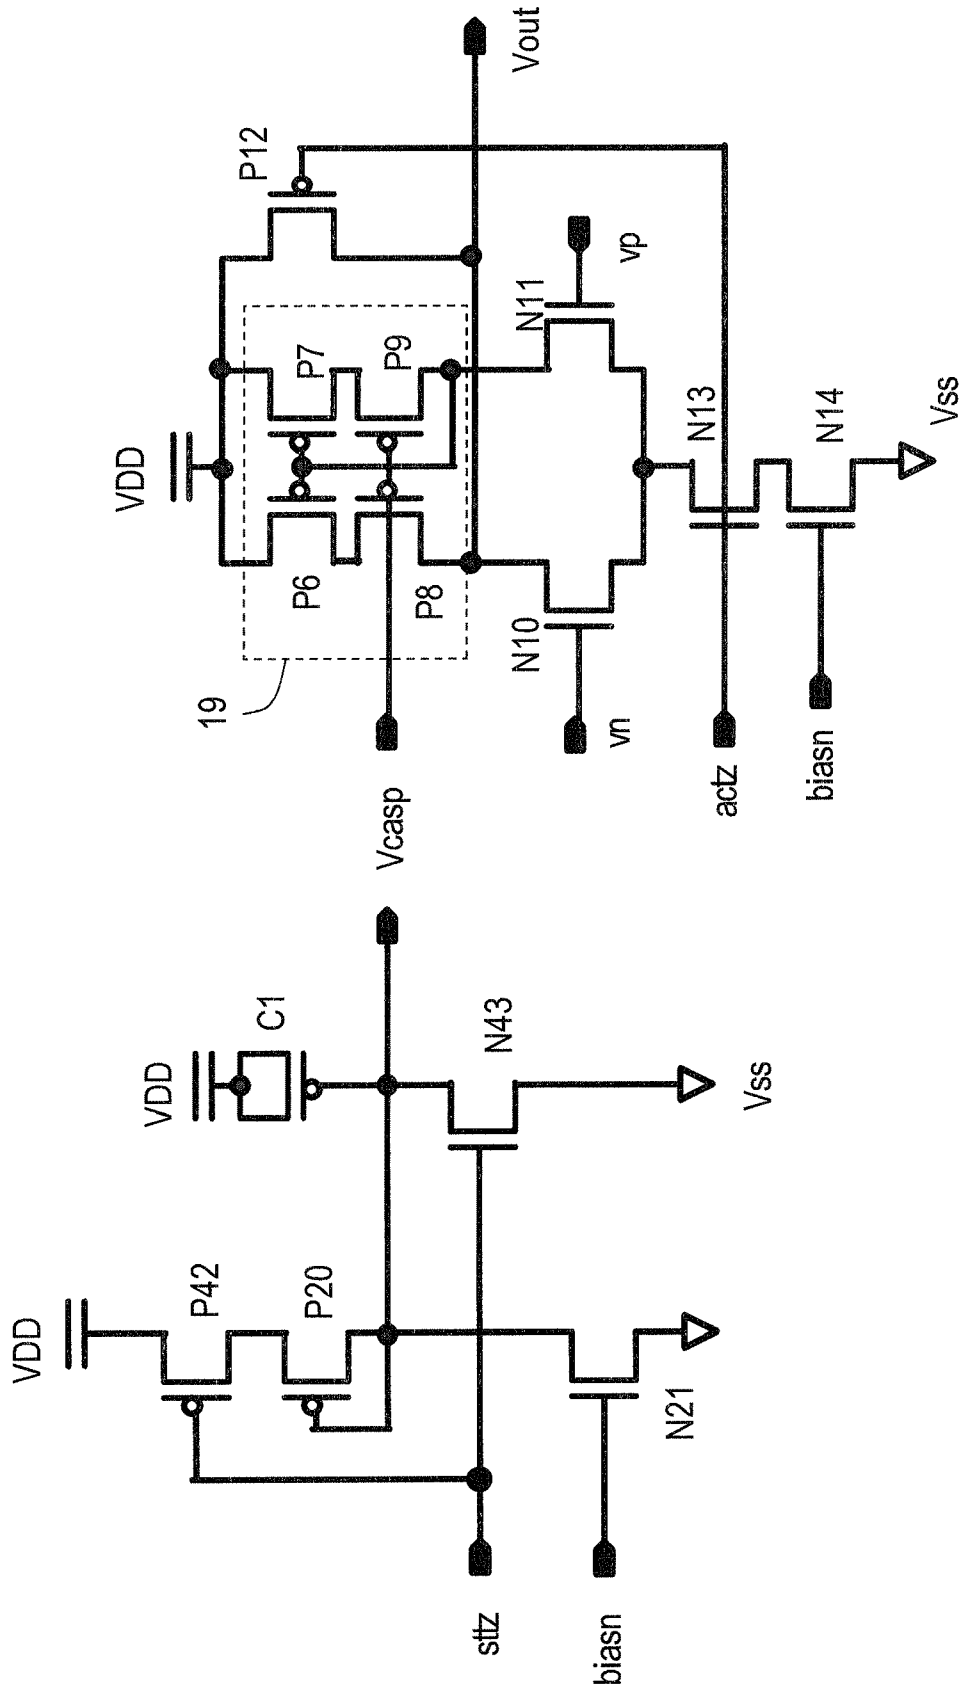 VDD
P42
P20
sttz
biasn
N21
VDD
C1
N43
Vss
Vcasp
19
VDD
P6
P7
P8
P9
P12
Vout
N10
N11
vn
vp
actz
N13
biasn
N14
Vss